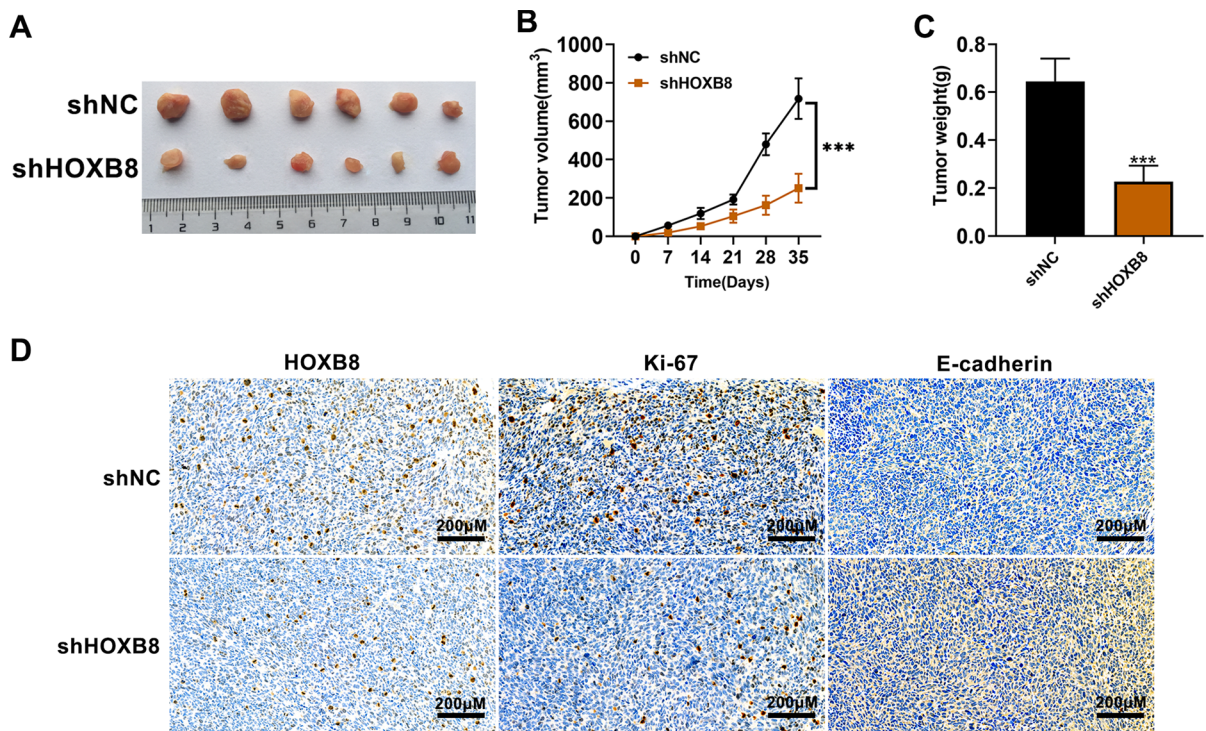 A
shNC
shHOXB8
1 2 3 4 5 6 7 8 9 10 11
B
Tumor volume(mm³)
1000
800
600
400
200
0
shNC
shHOXB8
***
0 7 14 21 28 35
Time(Days)
C
Tumor weight(g)
0.8
0.6
0.4
0.2
0.0
***
shNC
shHOXB8
D
HOXB8 Ki-67 E-cadherin
shNC
200μM 200μM 200μM
shHOXB8
200μM 200μM 200μM